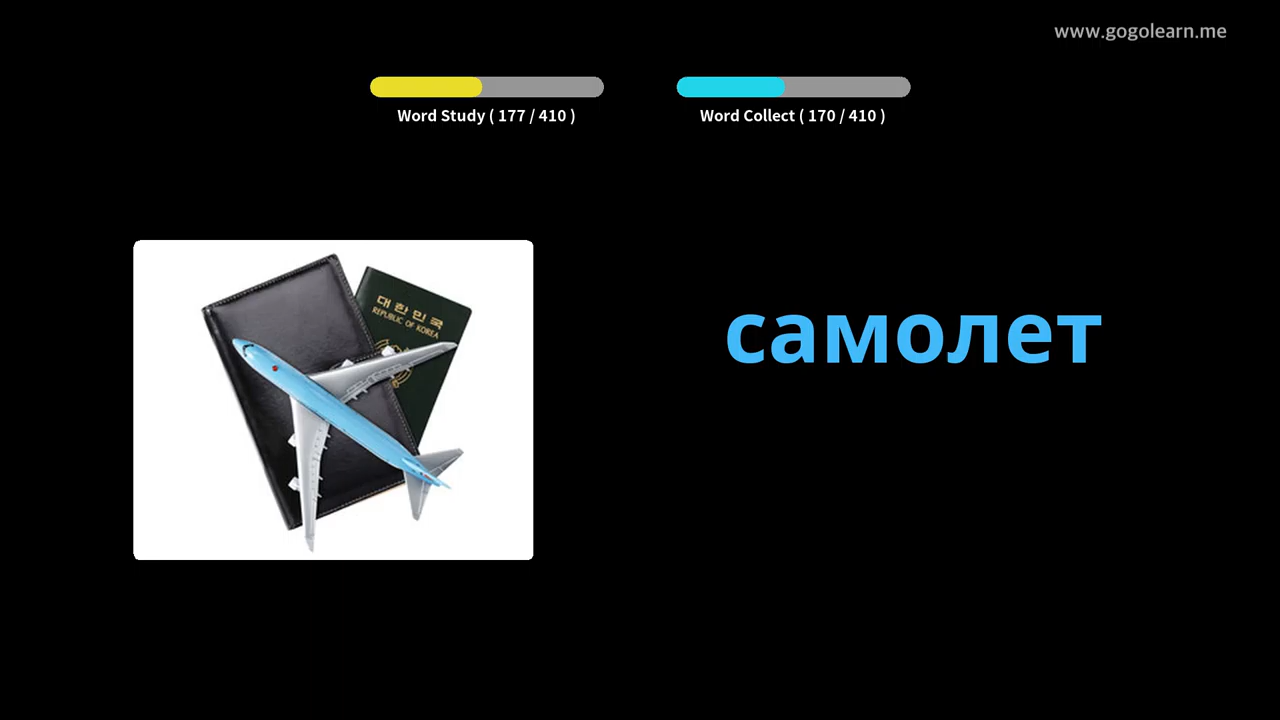 www.gogolearn.me
Word Study ( 177 / 410 )
Word Collect ( 170 / 410 )
대한민국
REPUBLIC OF KOREA
самолет